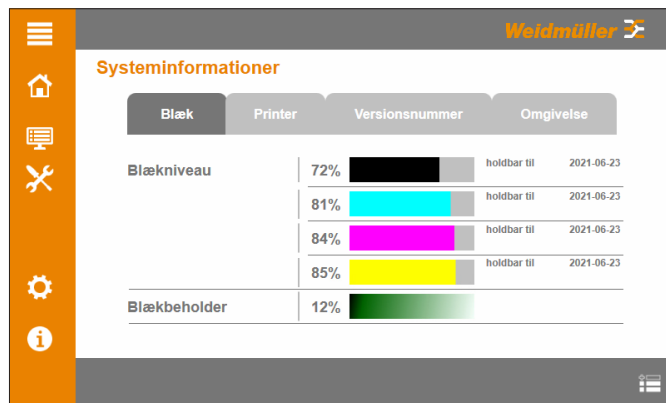 Weidmüller
Systeminformationer
Blæk Printer Versionsnummer Omgivelse
Blækniveau 72% holdbar til 2021-06-23
81% holdbar til 2021-06-23
84% holdbar til 2021-06-23
85% holdbar til 2021-06-23
Blækbeholder 12%